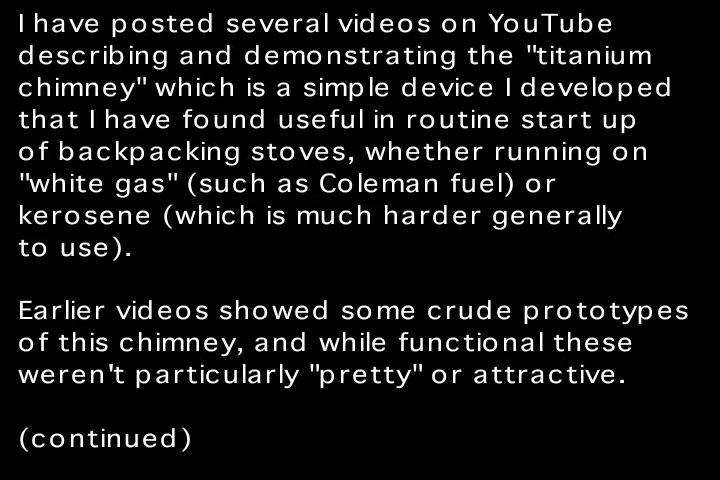 I have posted several videos on YouTube
describing and demonstrating the "titanium
chimney" which is a simple device I developed
that I have found useful in routine start up
of backpacking stoves, whether running on
"white gas" (such as Coleman fuel) or
kerosene (which is much harder generally
to use).
Earlier videos showed some crude prototypes
of this chimney, and while functional these
weren't particularly "pretty" or attractive.
(continued)